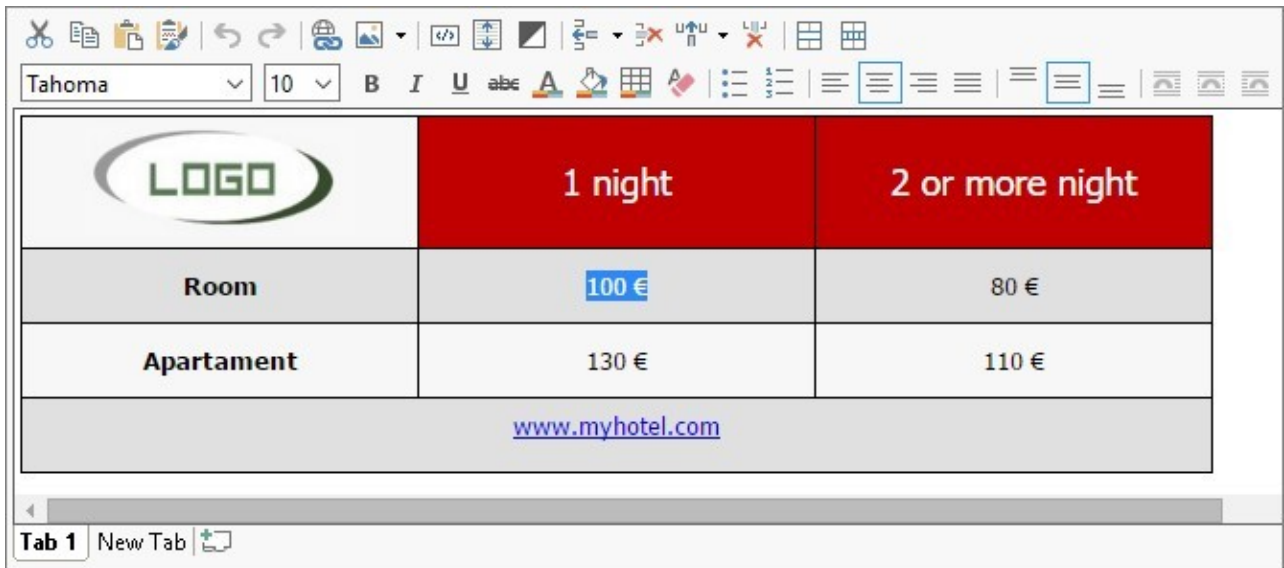 Tahoma 10 B I U abc A
LOGO 1 night 2 or more night
Room 100 € 80 €
Apartament 130 € 110 €
www.myhotel.com
Tab 1 New Tab